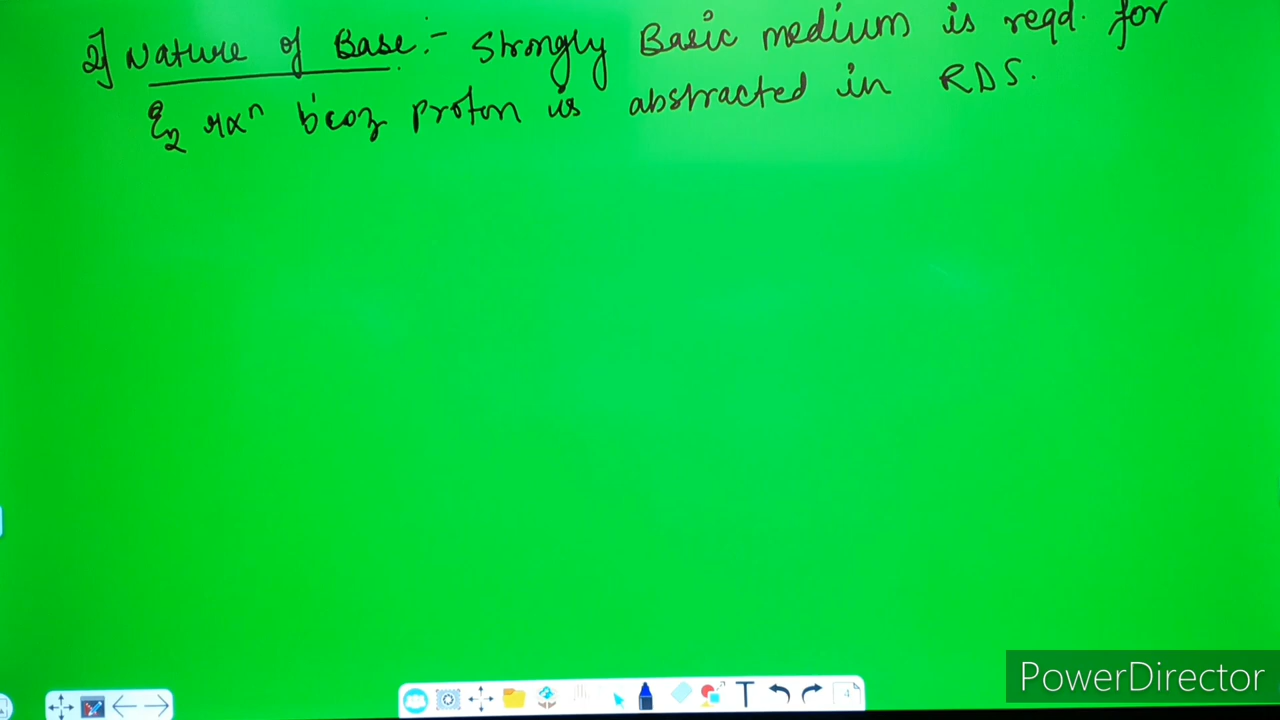 2] Nature of Base:- Strongly Basic medium is reqd. for
E2 rxn b'coz proton is abstracted in RDS.
T
4
PowerDirector